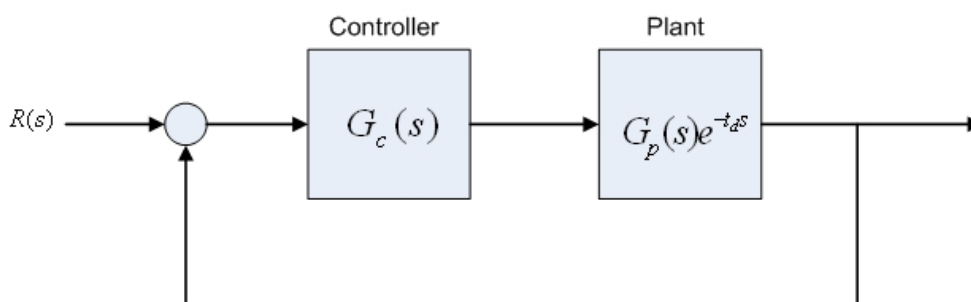 Controller
Plant
R(s)
G_c(s)
G_p(s)e^{-t_d s}